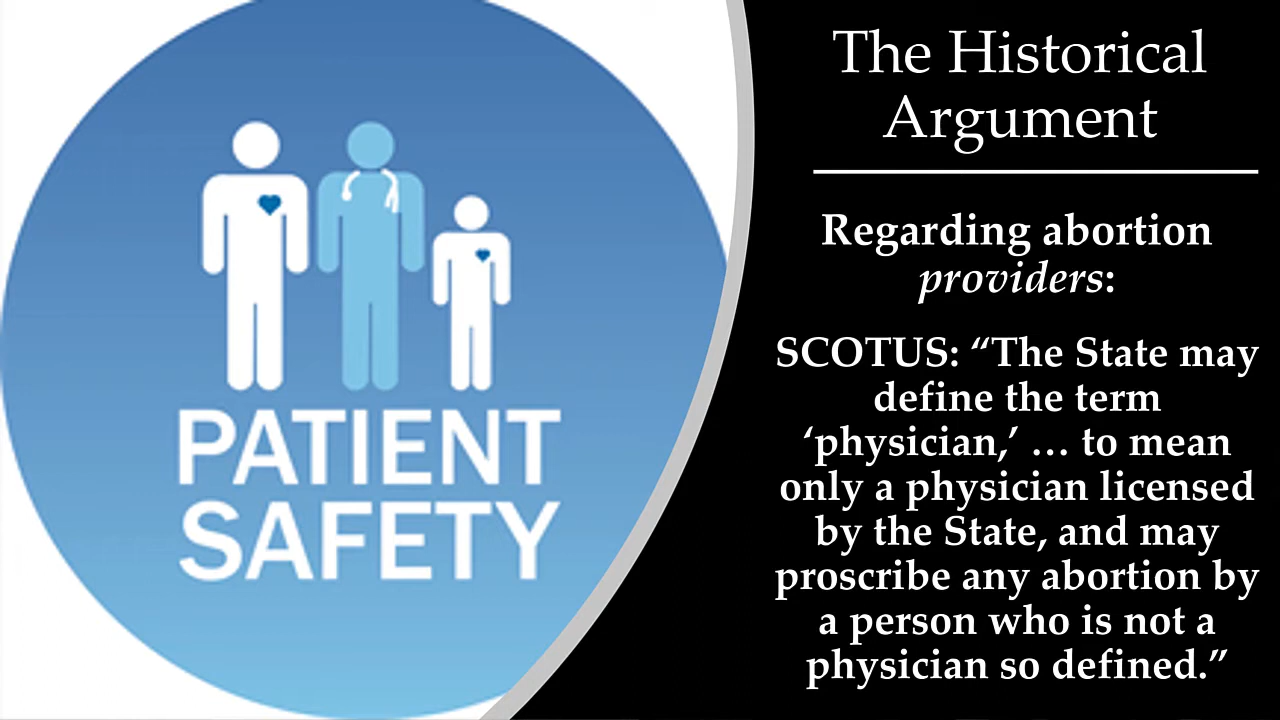 PATIENT
SAFETY
The Historical
Argument
Regarding abortion
providers:
SCOTUS: “The State may
define the term
‘physician,’ … to mean
only a physician licensed
by the State, and may
proscribe any abortion by
a person who is not a
physician so defined.”